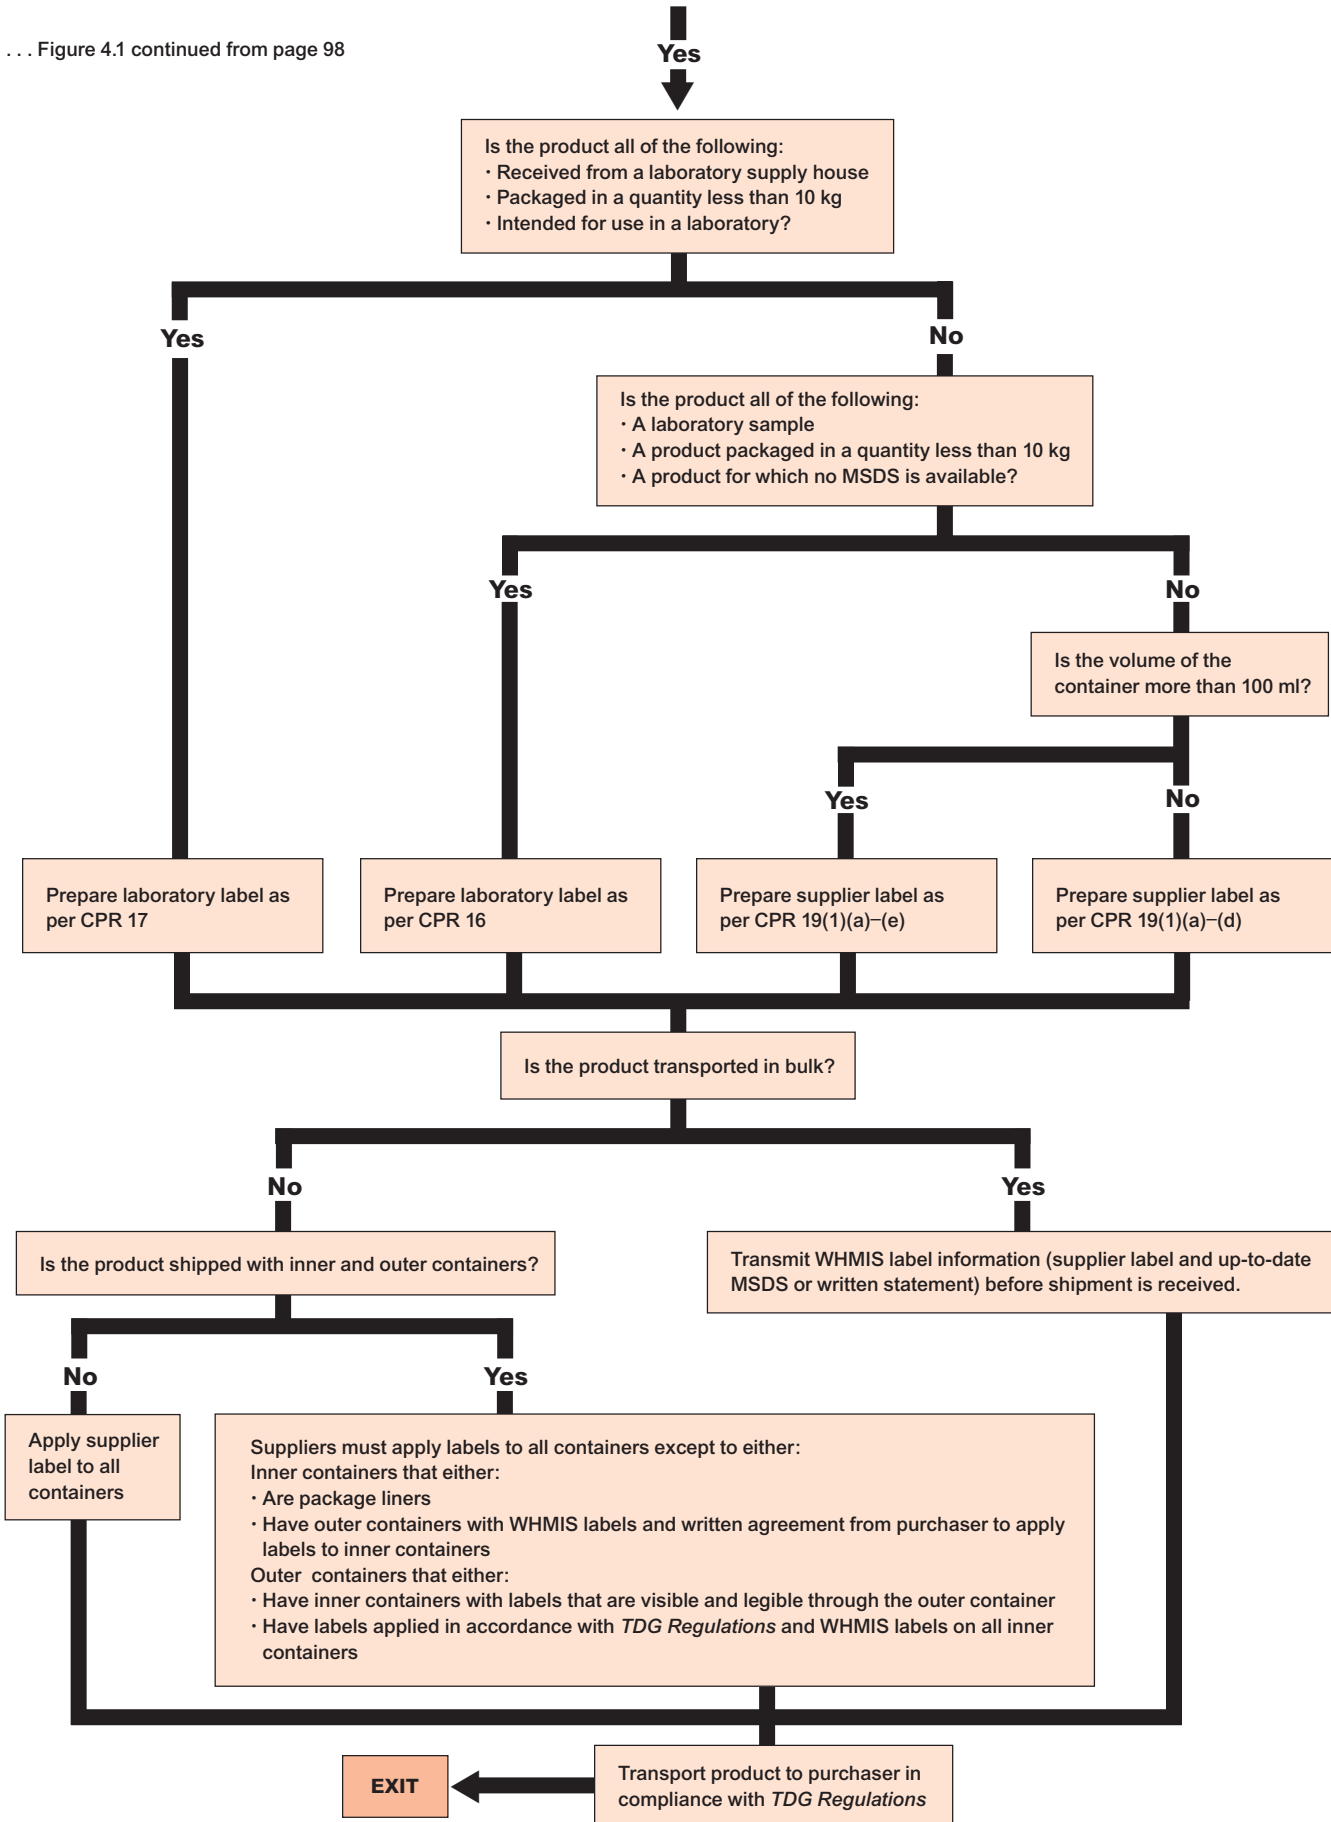 . . . Figure 4.1 continued from page 98
Yes
Is the product all of the following:
· Received from a laboratory supply house
· Packaged in a quantity less than 10 kg
· Intended for use in a laboratory?
Yes
No
Is the product all of the following:
· A laboratory sample
· A product packaged in a quantity less than 10 kg
· A product for which no MSDS is available?
Yes
No
Is the volume of the
container more than 100 ml?
Yes
No
Prepare laboratory label as
per CPR 17
Prepare laboratory label as
per CPR 16
Prepare supplier label as
per CPR 19(1)(a)–(e)
Prepare supplier label as
per CPR 19(1)(a)–(d)
Is the product transported in bulk?
No
Yes
Is the product shipped with inner and outer containers?
Transmit WHMIS label information (supplier label and up-to-date
MSDS or written statement) before shipment is received.
No
Yes
Apply supplier
label to all
containers
Suppliers must apply labels to all containers except to either:
Inner containers that either:
· Are package liners
· Have outer containers with WHMIS labels and written agreement from purchaser to apply
labels to inner containers
Outer containers that either:
· Have inner containers with labels that are visible and legible through the outer container
· Have labels applied in accordance with TDG Regulations and WHMIS labels on all inner
containers
EXIT
Transport product to purchaser in
compliance with TDG Regulations